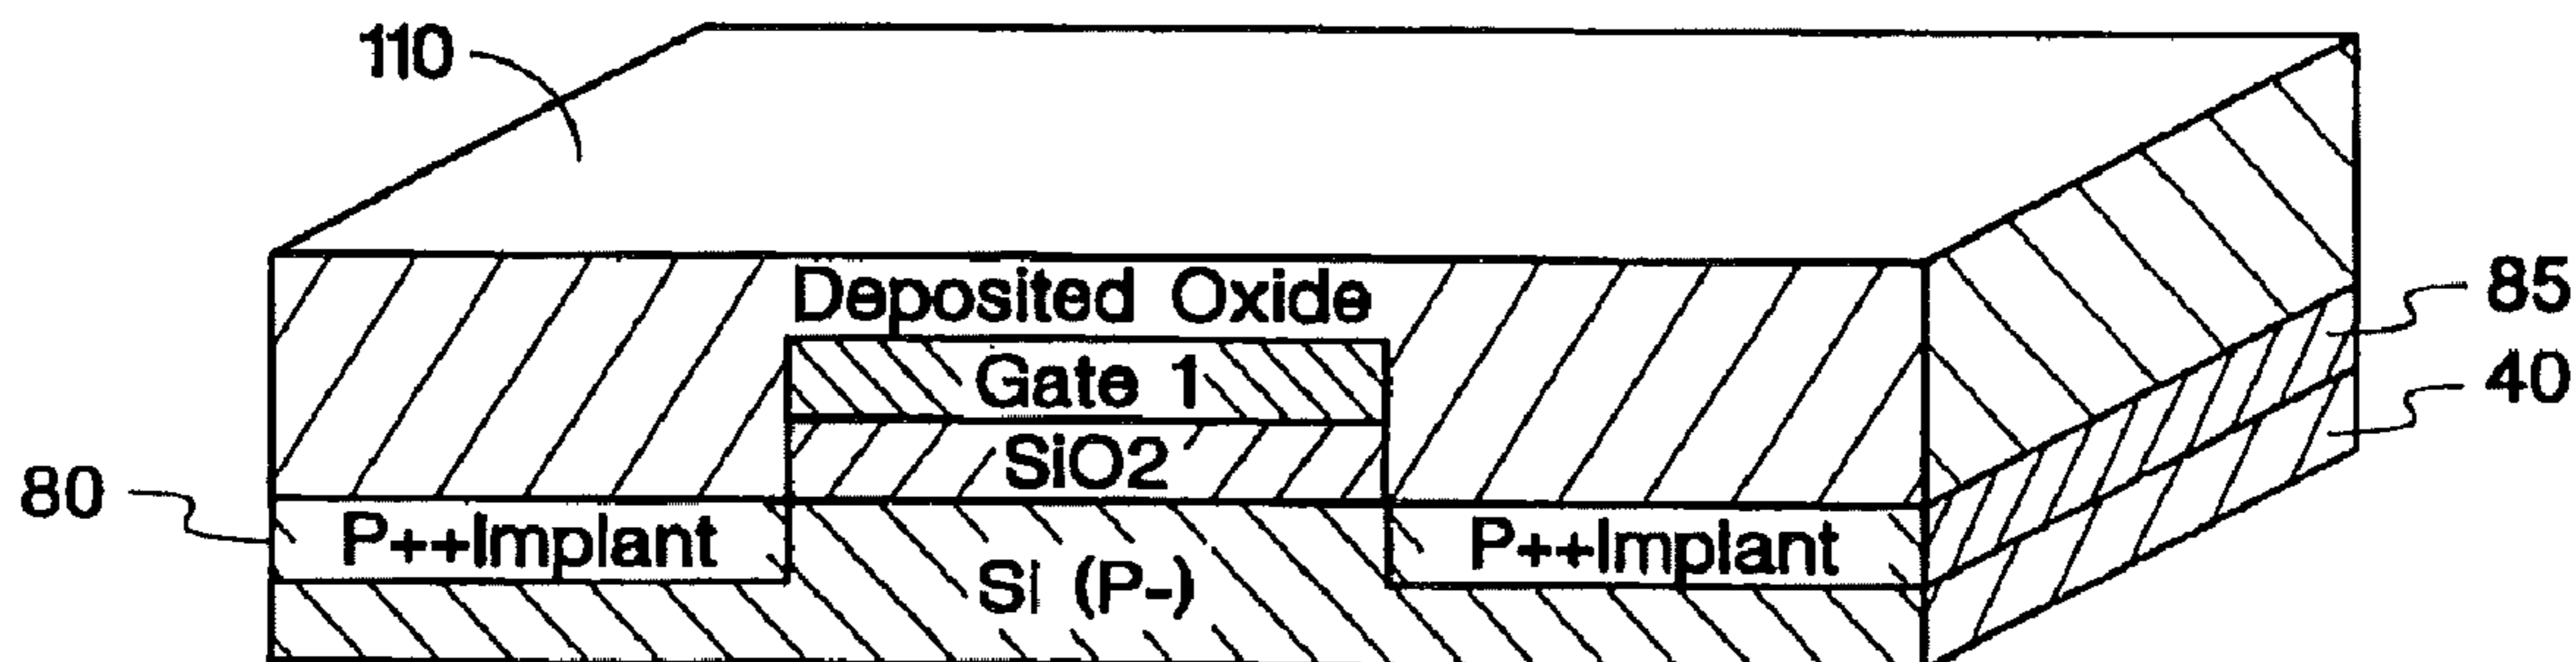 110
Deposited Oxide
85
Gate 1
40
SiO2
80
P++Implant
P++Implant
Si (P-)